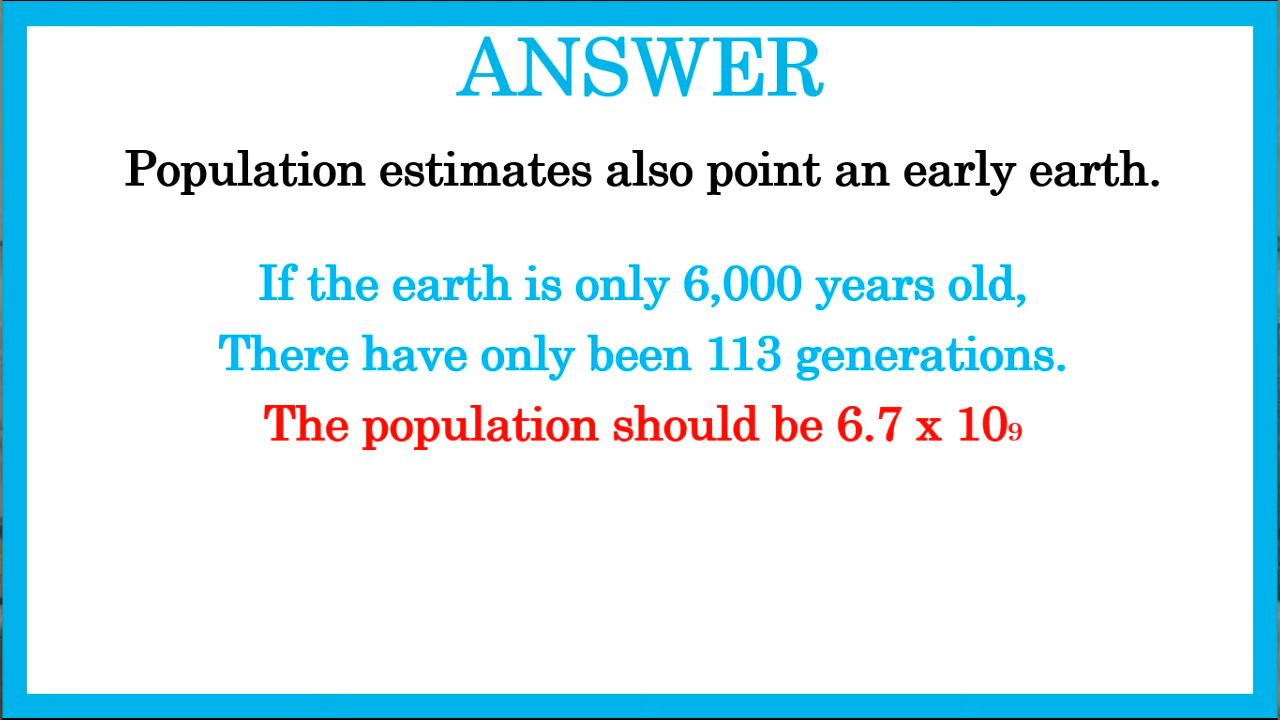 ANSWER
Population estimates also point an early earth.
If the earth is only 6,000 years old,
There have only been 113 generations.
The population should be 6.7 x 10₉